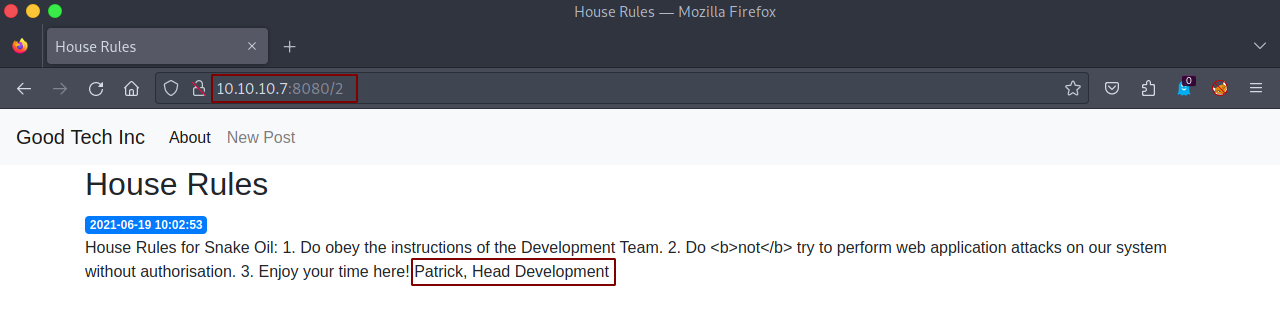 House Rules — Mozilla Firefox
House Rules
10.10.10.7:8080/2
0
Good Tech Inc About New Post
House Rules
2021-06-19 10:02:53
House Rules for Snake Oil: 1. Do obey the instructions of the Development Team. 2. Do <b>not</b> try to perform web application attacks on our system
without authorisation. 3. Enjoy your time here! Patrick, Head Development